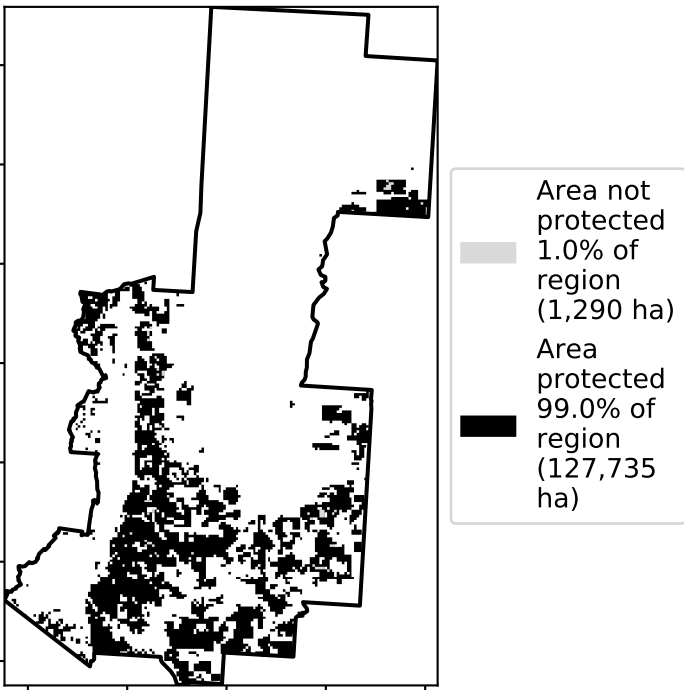 Area not
protected
1.0% of
region
(1,290 ha)
Area
protected
99.0% of
region
(127,735
ha)